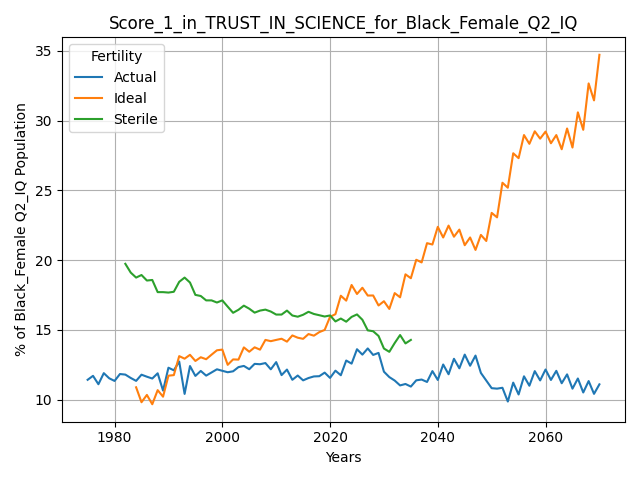 Score_1_in_TRUST_IN_SCIENCE_for_Black_Female_Q2_IQ
% of Black_Female Q2_IQ Population
Fertility
Actual
Ideal
Sterile
35
30
25
20
15
10
1980
2000
2020
2040
2060
Years